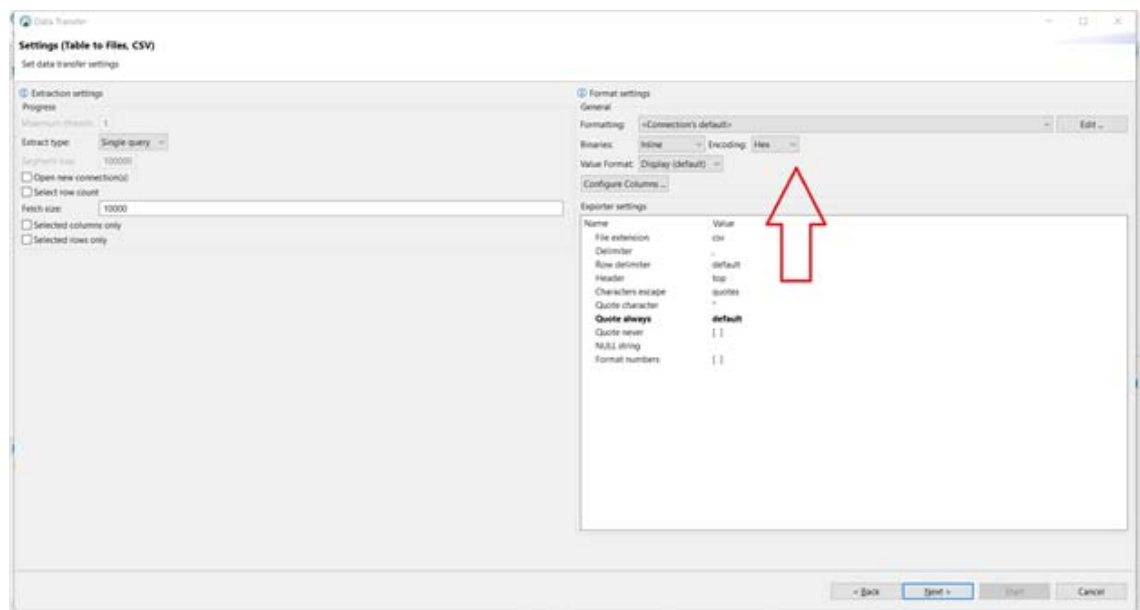 Data Transfer
Settings (Table to Files, CSV)
Set data transfer settings
Extraction settings
Progress
Maximum threads: 1
Extract type: Single query
Segment size: 100000
Open new connection(s)
Select row count
Fetch size: 10000
Selected columns only
Selected rows only
Format settings
General
Formatting: <Connection's default> Edit ...
Binaries: Inline Encoding: Hex
Value Format: Display (default)
Configure Columns ...
Exporter settings
Name Value
File extension csv
Delimiter ,
Row delimiter default
Header top
Characters escape quotes
Quote character "
Quote always default
Quote never [ ]
NULL string
Format numbers [ ]
< Back Next > Start Cancel